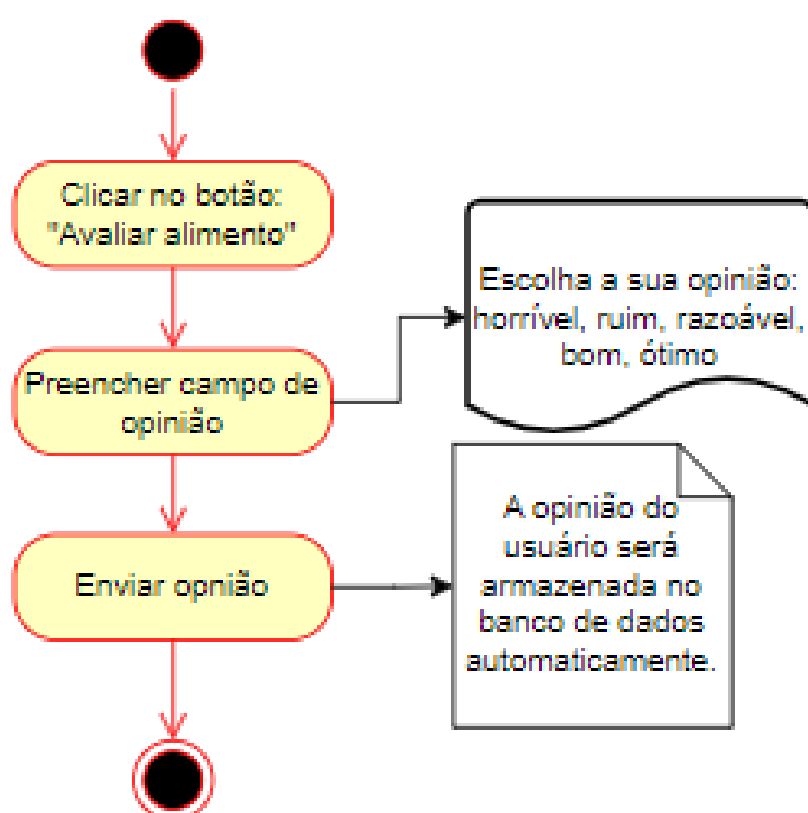 Clicar no botão:
"Avaliar alimento"
Preencher campo de
opinião
Escolha a sua opinião:
horrível, ruim, razoável,
bom, ótimo
Enviar opnião
A opinião do
usuário será
armazenada no
banco de dados
automaticamente.